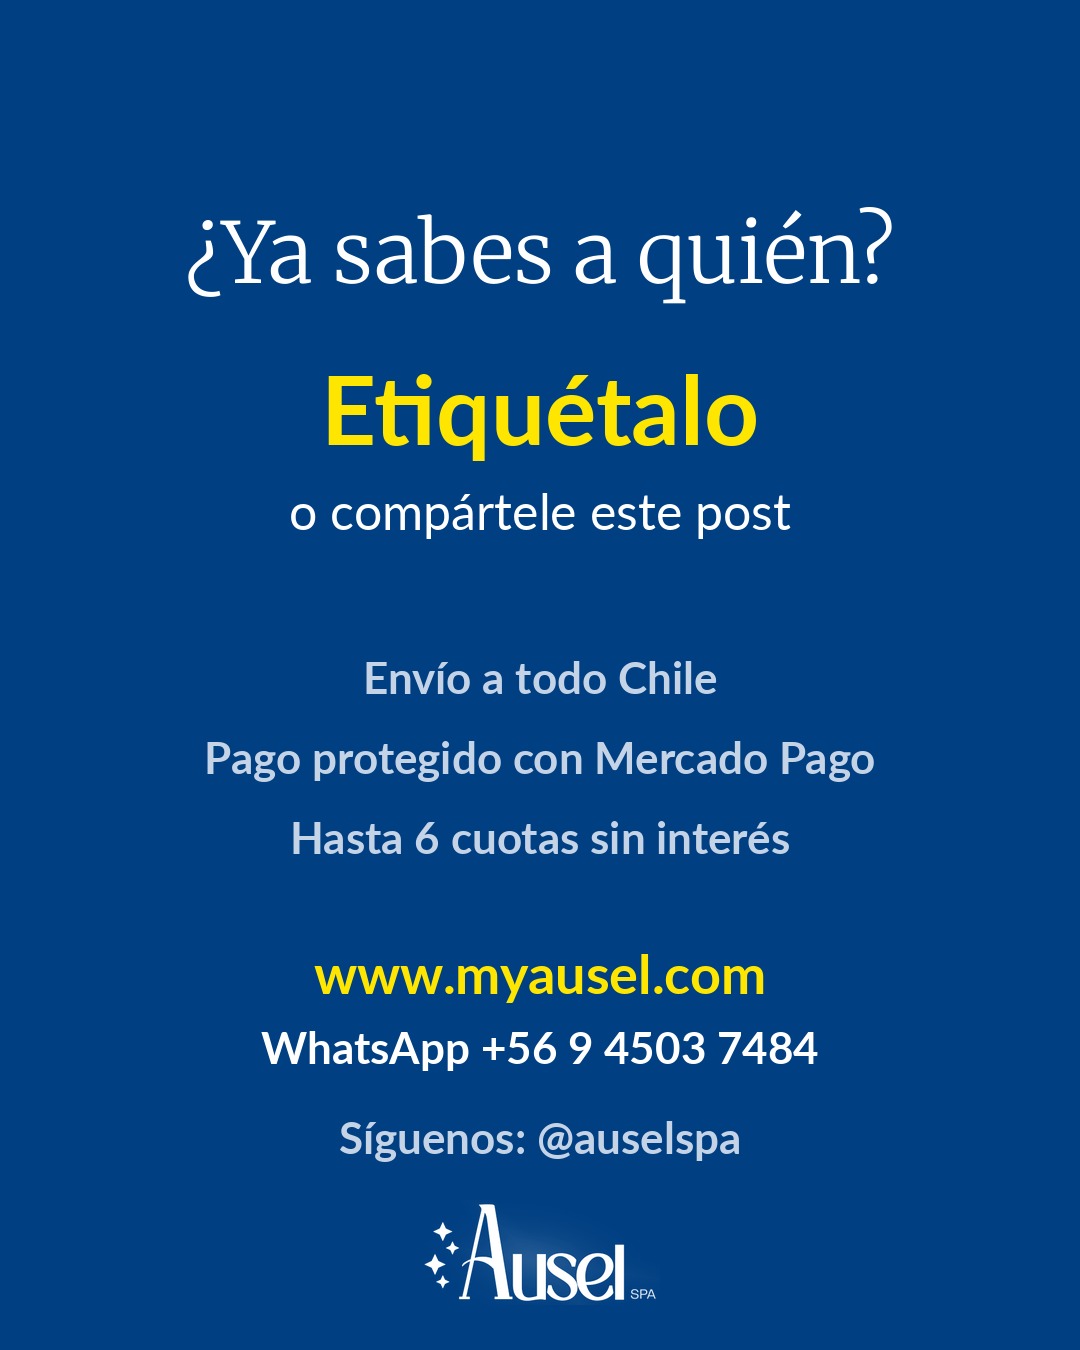 ¿Ya sabes a quién?
Etiquétalo
o compártele este post
Envío a todo Chile
Pago protegido con Mercado Pago
Hasta 6 cuotas sin interés
www.myausel.com
WhatsApp +56 9 4503 7484
Síguenos: @auselspa
Ausel SPA